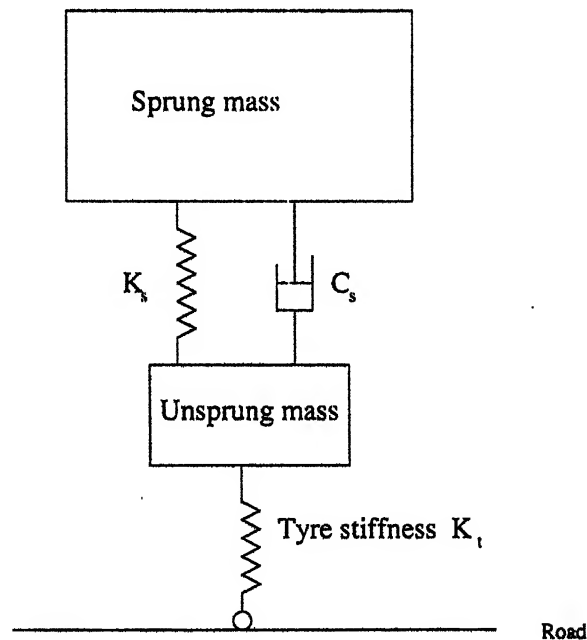 Sprung mass
K_s
C_s
Unsprung mass
Tyre stiffness K_t
Road